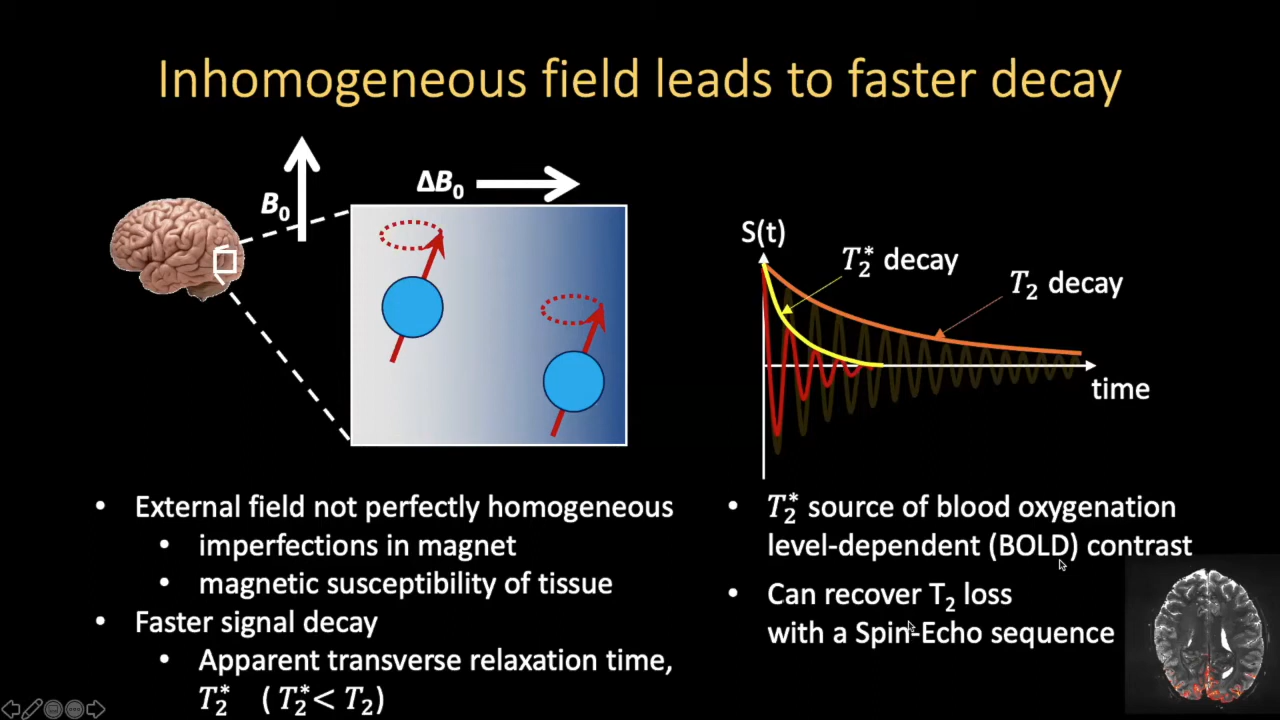 Inhomogeneous field leads to faster decay
B₀
ΔB₀
S(t)
T₂* decay
T₂ decay
time
• External field not perfectly homogeneous
• imperfections in magnet
• magnetic susceptibility of tissue
• Faster signal decay
• Apparent transverse relaxation time,
T₂* ( T₂* < T₂)
• T₂* source of blood oxygenation
level-dependent (BOLD) contrast
• Can recover T₂ loss
with a Spin-Echo sequence